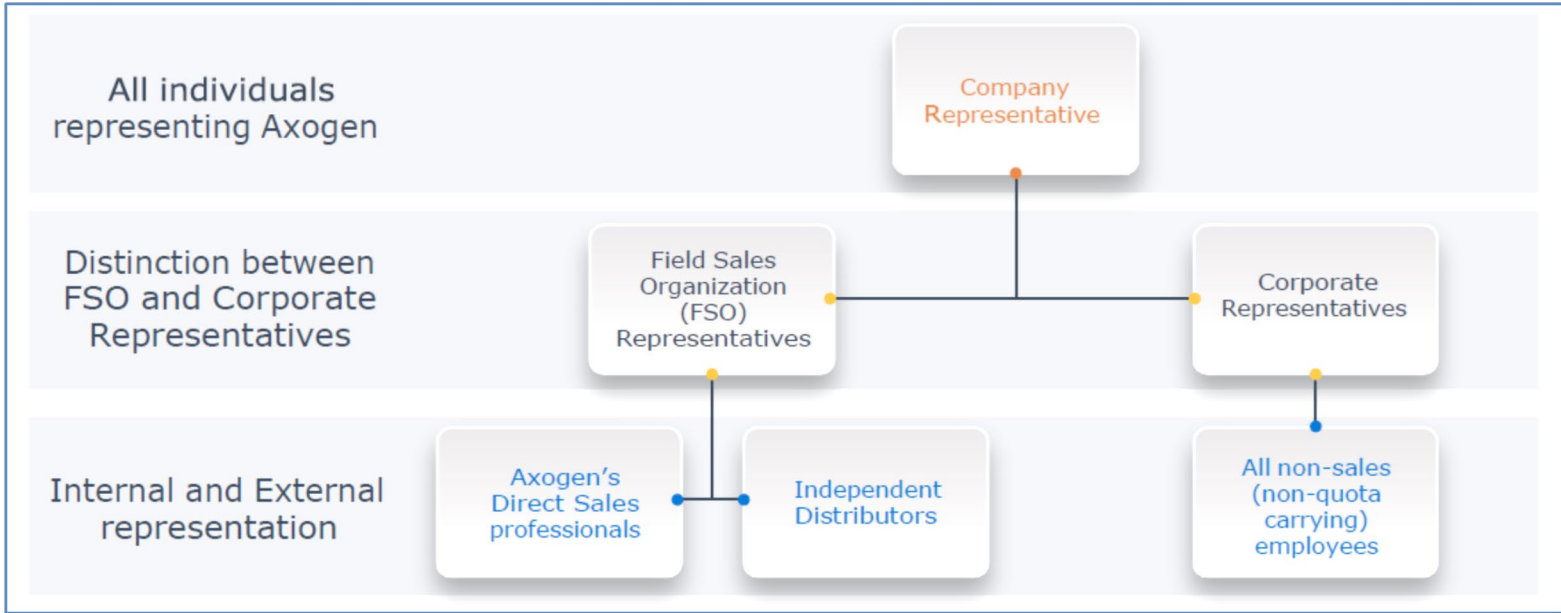 All individuals
representing Axogen
Company
Representative
Distinction between
FSO and Corporate
Representatives
Field Sales
Organization
(FSO)
Representatives
Corporate
Representatives
Internal and External
representation
Axogen’s
Direct Sales
professionals
Independent
Distributors
All non-sales
(non-quota
carrying)
employees